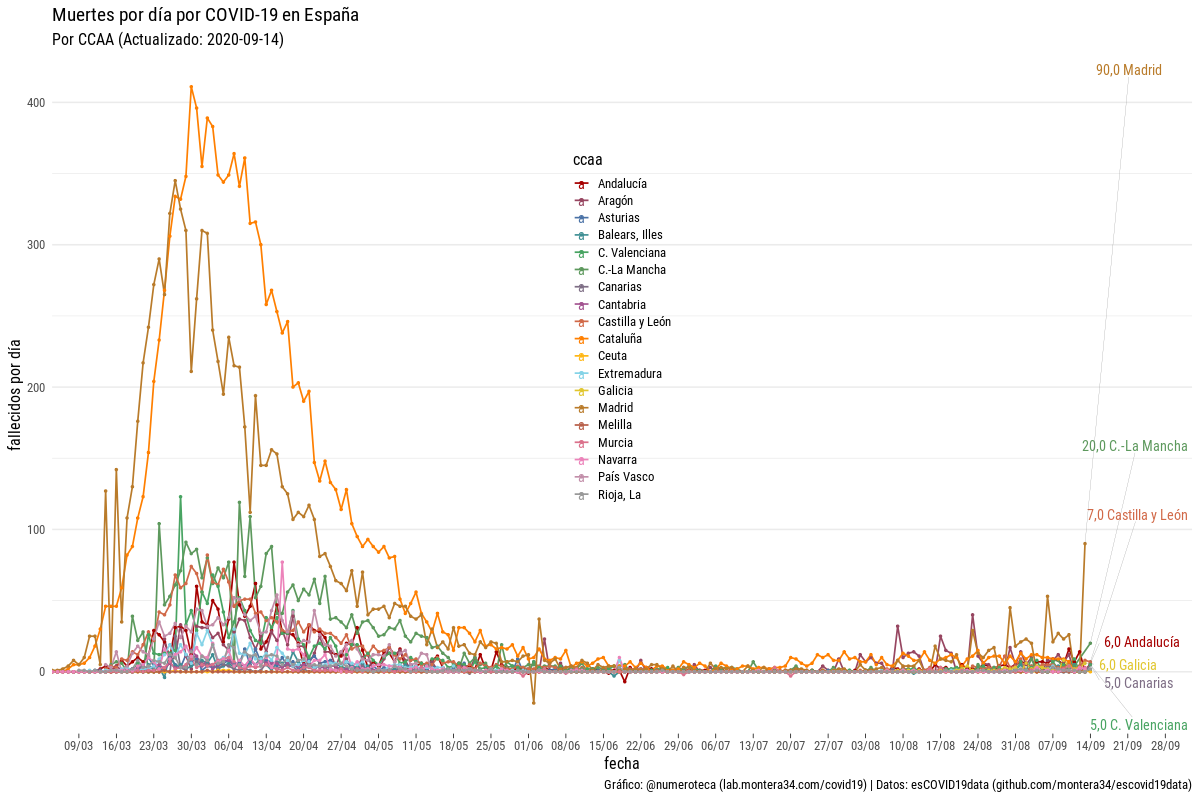 Muertes por día por COVID-19 en España
Por CCAA (Actualizado: 2020-09-14)
90,0 Madrid
400
ccaa
Andalucía
Aragón
Asturias
Balears, Illes
C. Valenciana
C.-La Mancha
Canarias
Cantabria
Castilla y León
Cataluña
Ceuta
Extremadura
Galicia
Madrid
Melilla
Murcia
Navarra
País Vasco
Rioja, La
300
200
100
0
fallecidos por día
20,0 C.-La Mancha
7,0 Castilla y León
6,0 Andalucía
6,0 Galicia
5,0 Canarias
5,0 C. Valenciana
09/03 16/03 23/03 30/03 06/04 13/04 20/04 27/04 04/05 11/05 18/05 25/05 01/06 08/06 15/06 22/06 29/06 06/07 13/07 20/07 27/07 03/08 10/08 17/08 24/08 31/08 07/09 14/09 21/09 28/09
fecha
Gráfico: @numeroteca (lab.montera34.com/covid19) | Datos: esCOVID19data (github.com/montera34/escovid19data)